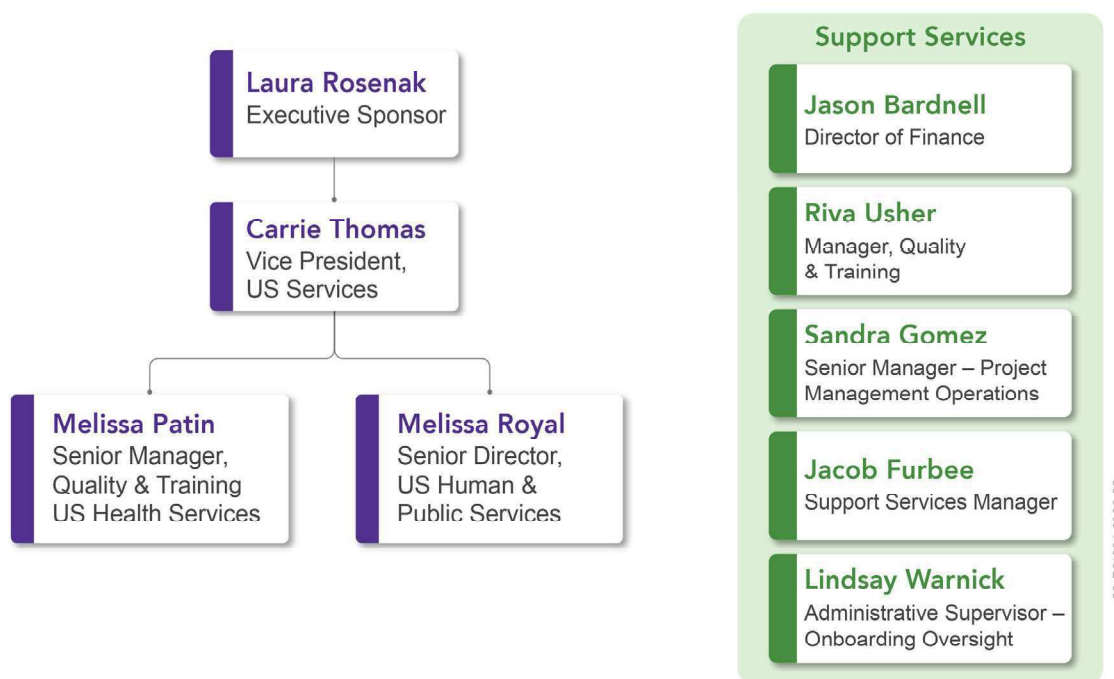 Laura Rosenak
Executive Sponsor
Carrie Thomas
Vice President,
US Services
Melissa Patin
Senior Manager,
Quality & Training
US Health Services
Melissa Royal
Senior Director,
US Human &
Public Services
Support Services
Jason Bardnell
Director of Finance
Riva Usher
Manager, Quality
& Training
Sandra Gomez
Senior Manager – Project
Management Operations
Jacob Furbee
Support Services Manager
Lindsay Warnick
Administrative Supervisor –
Onboarding Oversight